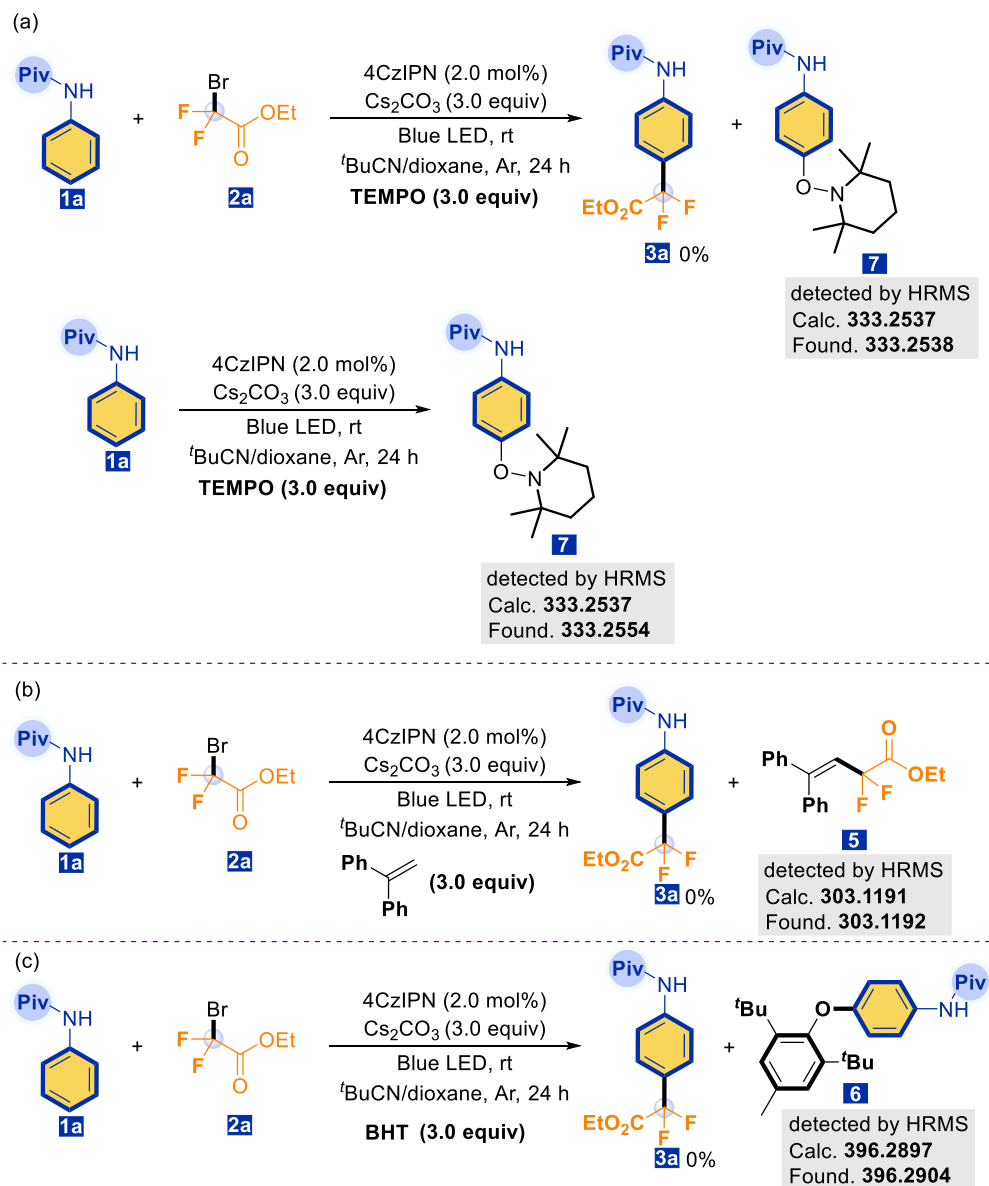 (a)
Piv
NH
1a
+
Br
F
F
OEt
O
2a
4CzIPN (2.0 mol%)
Cs2CO3 (3.0 equiv)
Blue LED, rt
tBuCN/dioxane, Ar, 24 h
TEMPO (3.0 equiv)
Piv
NH
EtO2C
F
F
3a 0%
+
Piv
NH
O
N
7
detected by HRMS
Calc. 333.2537
Found. 333.2538
Piv
NH
1a
4CzIPN (2.0 mol%)
Cs2CO3 (3.0 equiv)
Blue LED, rt
tBuCN/dioxane, Ar, 24 h
TEMPO (3.0 equiv)
Piv
NH
O
N
7
detected by HRMS
Calc. 333.2537
Found. 333.2554
(b)
Piv
NH
1a
+
Br
F
F
OEt
O
2a
4CzIPN (2.0 mol%)
Cs2CO3 (3.0 equiv)
Blue LED, rt
tBuCN/dioxane, Ar, 24 h
Ph
Ph
(3.0 equiv)
Piv
NH
EtO2C
F
F
3a 0%
+
Ph
Ph
O
OEt
F
F
5
detected by HRMS
Calc. 303.1191
Found. 303.1192
(c)
Piv
NH
1a
+
Br
F
F
OEt
O
2a
4CzIPN (2.0 mol%)
Cs2CO3 (3.0 equiv)
Blue LED, rt
tBuCN/dioxane, Ar, 24 h
BHT (3.0 equiv)
Piv
NH
EtO2C
F
F
3a 0%
+
tBu
O
tBu
NH
Piv
6
detected by HRMS
Calc. 396.2897
Found. 396.2904